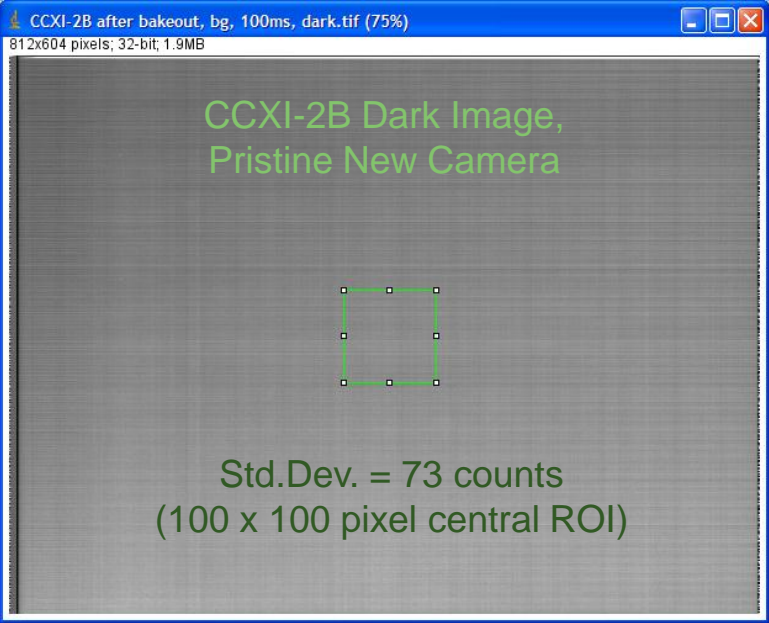 CCXI-2B after bakeout, bg, 100ms, dark.tif (75%)
812x604 pixels; 32-bit; 1.9MB
CCXI-2B Dark Image,
Pristine New Camera
Std.Dev. = 73 counts
(100 x 100 pixel central ROI)